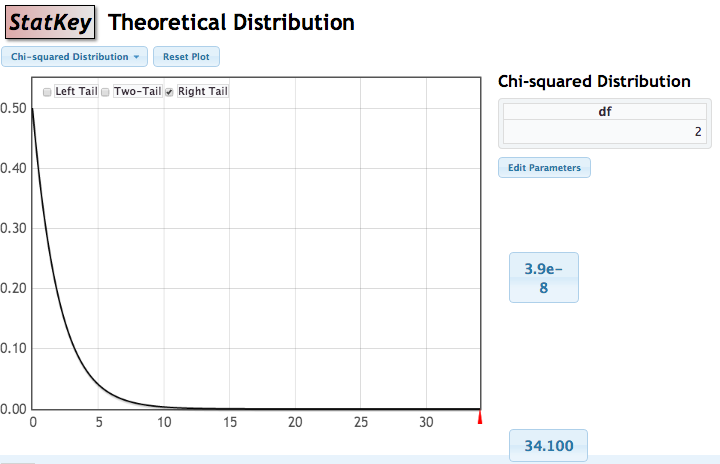 StatKey Theoretical Distribution
Chi-squared Distribution Reset Plot
Left Tail Two-Tail Right Tail
0.50
0.40
0.30
0.20
0.10
0.00
0 5 10 15 20 25 30
Chi-squared Distribution
df
2
Edit Parameters
3.9e-
8
34.100